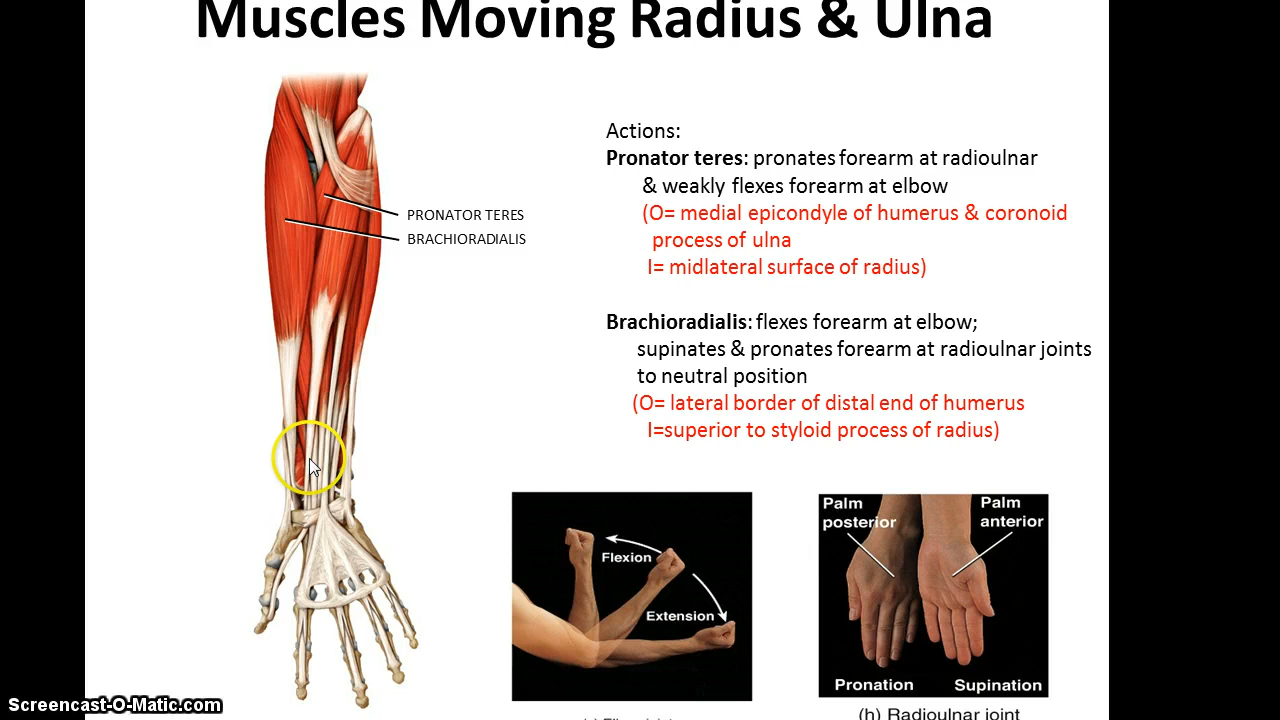 Muscles Moving Radius & Ulna
PRONATOR TERES
BRACHIORADIALIS
Actions:
Pronator teres: pronates forearm at radioulnar
& weakly flexes forearm at elbow
(O= medial epicondyle of humerus & coronoid
process of ulna
I= midlateral surface of radius)
Brachioradialis: flexes forearm at elbow;
supinates & pronates forearm at radioulnar joints
to neutral position
(O= lateral border of distal end of humerus
I=superior to styloid process of radius)
Flexion
Extension
Palm
posterior
Palm
anterior
Pronation
Supination
(h) Radioulnar joint
Screencast-O-Matic.com